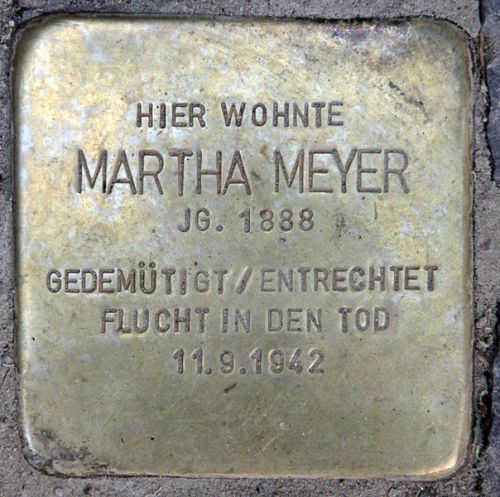 HIER WOHNTE
MARTHA MEYER
JG. 1888
GEDEMÜTIGT/ENTRECHTET
FLUCHT IN DEN TOD
11.9.1942